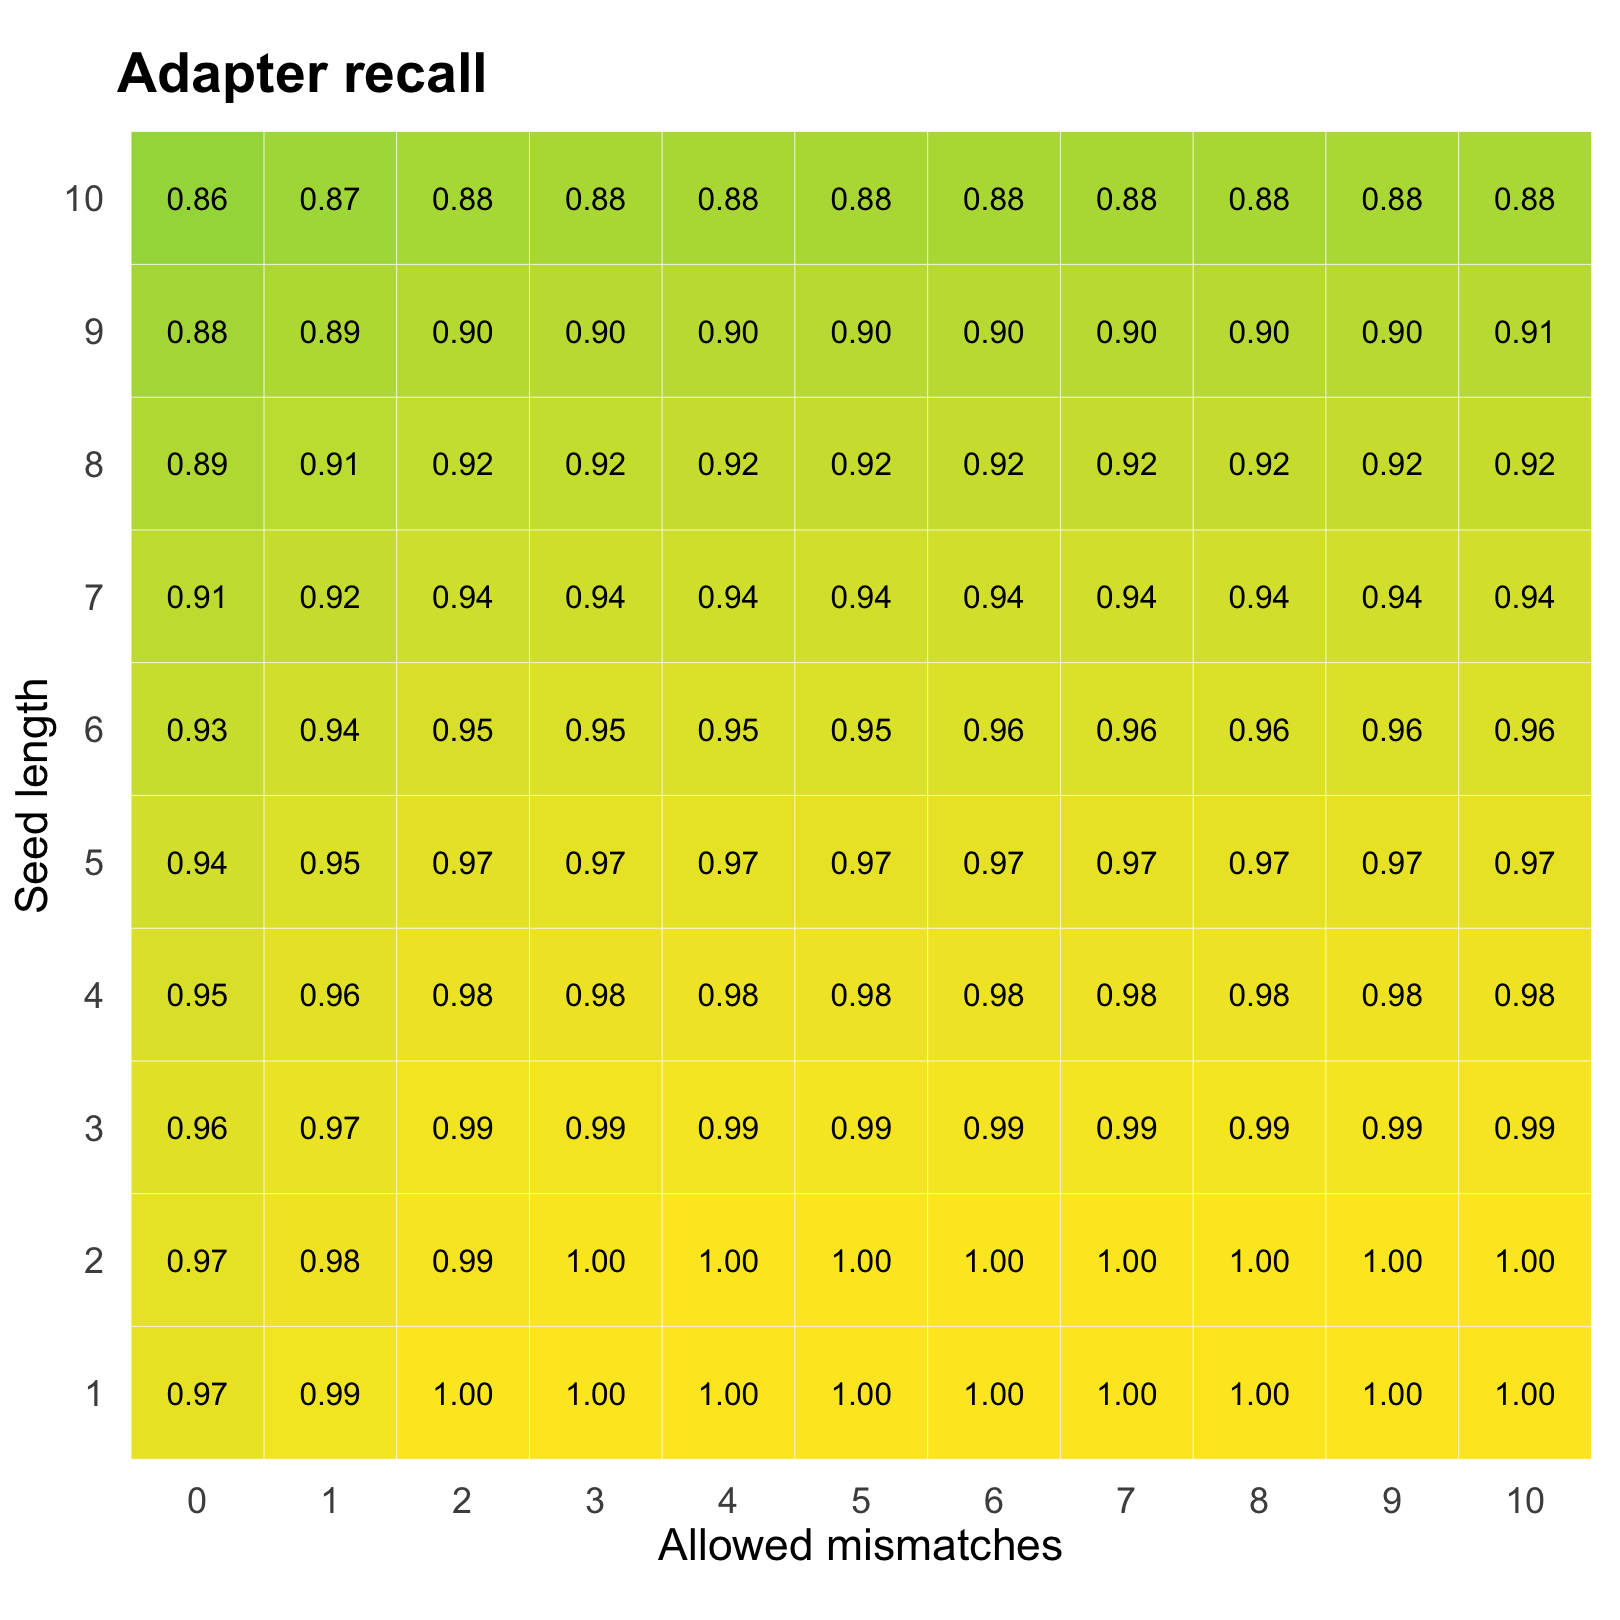 Adapter recall
10 0.86 0.87 0.88 0.88 0.88 0.88 0.88 0.88 0.88 0.88 0.88
9 0.88 0.89 0.90 0.90 0.90 0.90 0.90 0.90 0.90 0.90 0.91
8 0.89 0.91 0.92 0.92 0.92 0.92 0.92 0.92 0.92 0.92 0.92
7 0.91 0.92 0.94 0.94 0.94 0.94 0.94 0.94 0.94 0.94 0.94
6 0.93 0.94 0.95 0.95 0.95 0.95 0.96 0.96 0.96 0.96 0.96
5 0.94 0.95 0.97 0.97 0.97 0.97 0.97 0.97 0.97 0.97 0.97
4 0.95 0.96 0.98 0.98 0.98 0.98 0.98 0.98 0.98 0.98 0.98
3 0.96 0.97 0.99 0.99 0.99 0.99 0.99 0.99 0.99 0.99 0.99
2 0.97 0.98 0.99 1.00 1.00 1.00 1.00 1.00 1.00 1.00 1.00
1 0.97 0.99 1.00 1.00 1.00 1.00 1.00 1.00 1.00 1.00 1.00
0 1 2 3 4 5 6 7 8 9 10
Allowed mismatches
Seed length